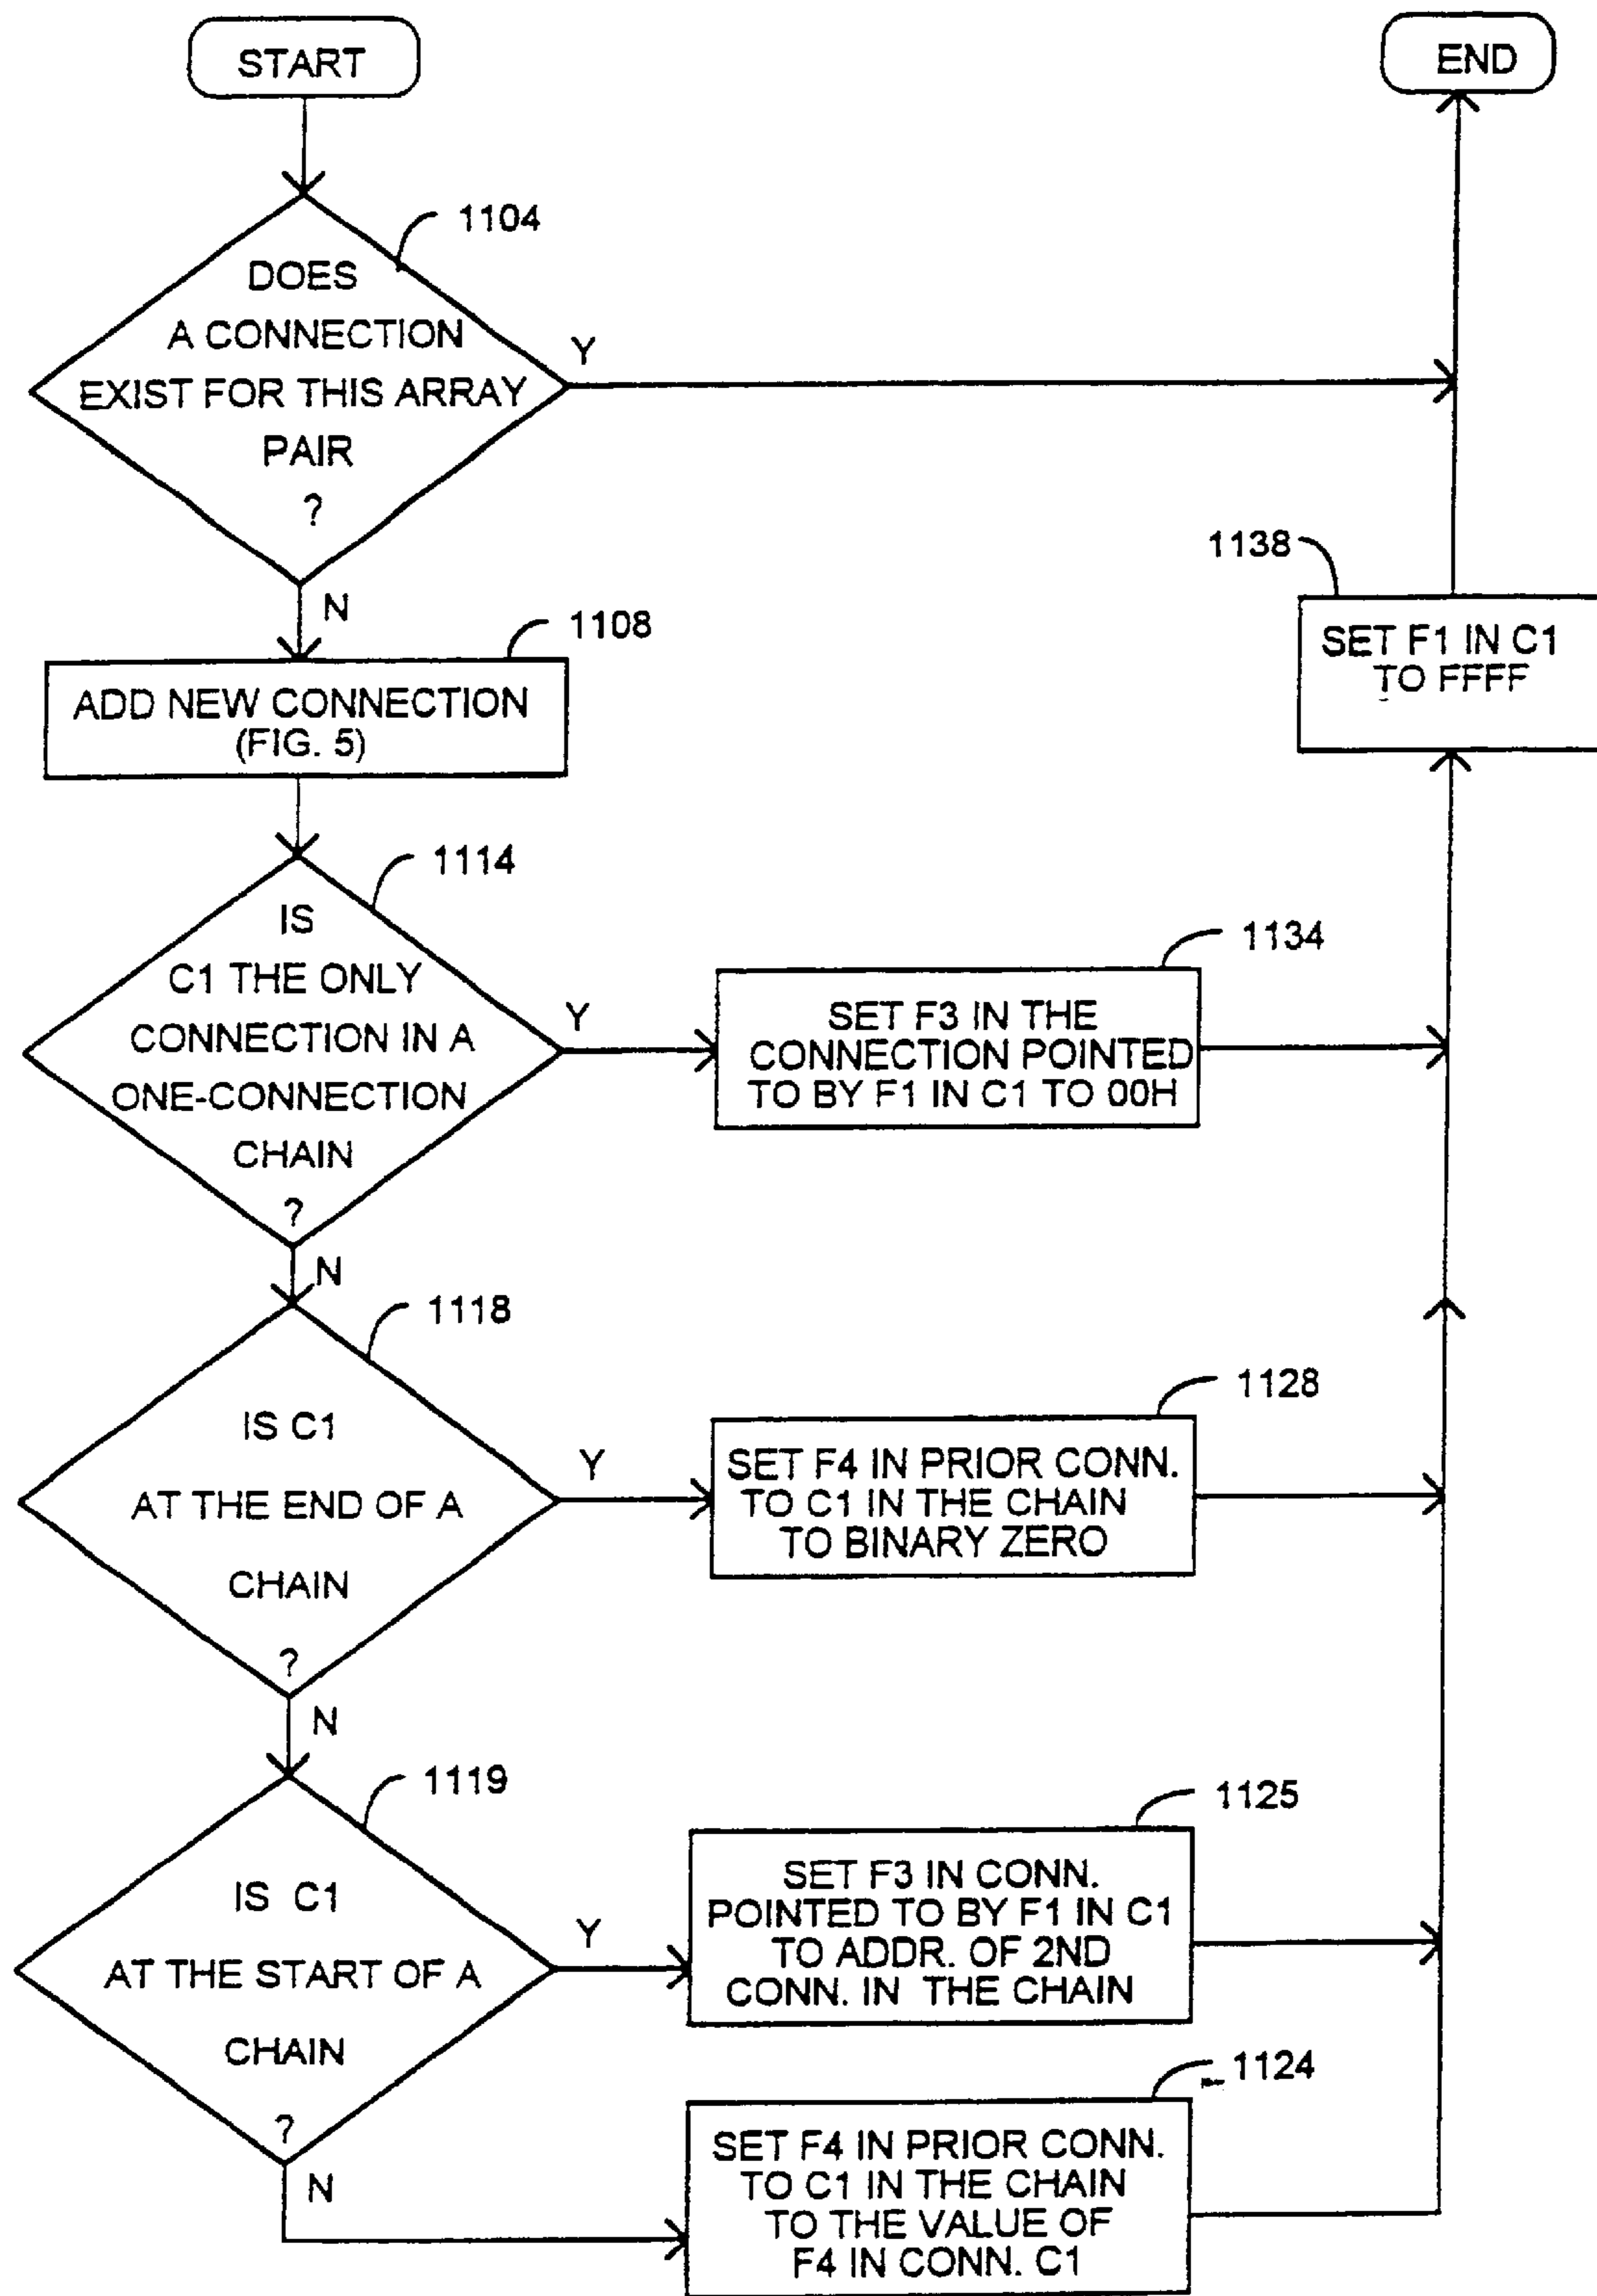 START
END
1104
DOES
A CONNECTION
EXIST FOR THIS ARRAY
PAIR
?
Y
N
1138
SET F1 IN C1
TO FFFF
1108
ADD NEW CONNECTION
(FIG. 5)
1114
IS
C1 THE ONLY
CONNECTION IN A
ONE-CONNECTION
CHAIN
?
Y
N
1134
SET F3 IN THE
CONNECTION POINTED
TO BY F1 IN C1 TO 00H
1118
IS C1
AT THE END OF A
CHAIN
?
Y
N
1128
SET F4 IN PRIOR CONN.
TO C1 IN THE CHAIN
TO BINARY ZERO
1119
IS C1
AT THE START OF A
CHAIN
?
Y
N
1125
SET F3 IN CONN.
POINTED TO BY F1 IN C1
TO ADDR. OF 2ND
CONN. IN THE CHAIN
1124
SET F4 IN PRIOR CONN.
TO C1 IN THE CHAIN
TO THE VALUE OF
F4 IN CONN. C1